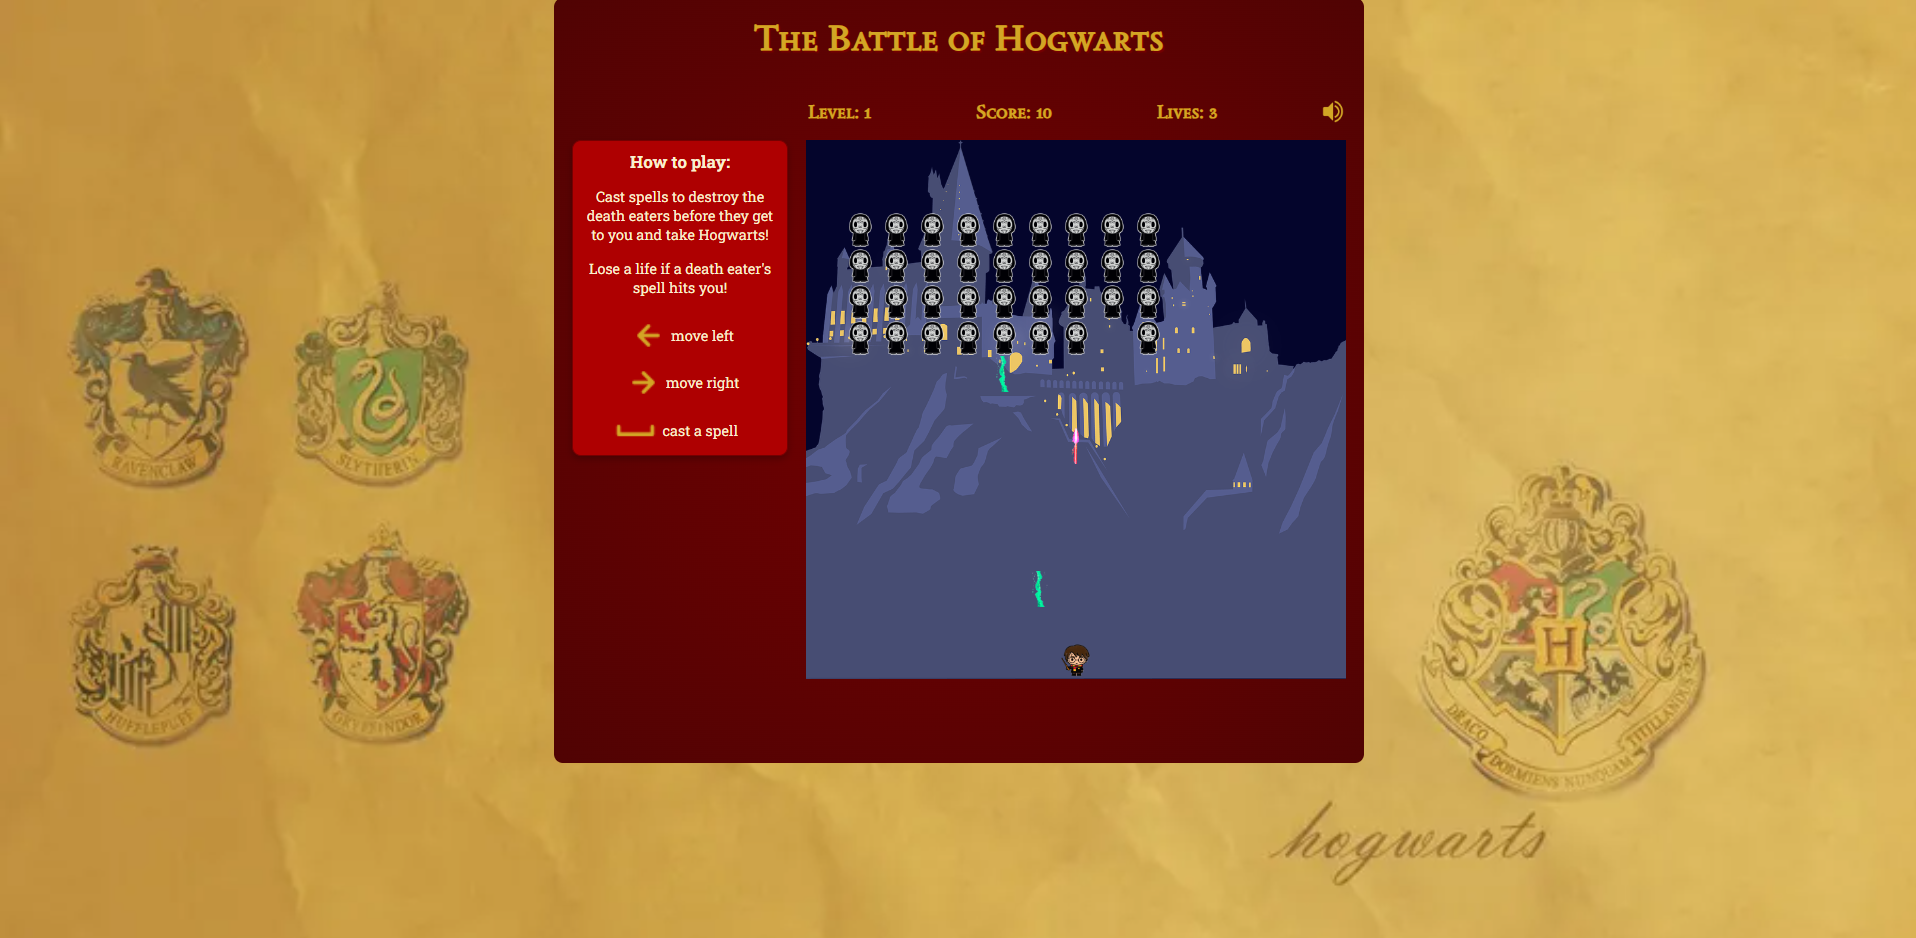 The Battle of Hogwarts
Level: 1
Score: 10
Lives: 3
How to play:
Cast spells to destroy the
death eaters before they get
to you and take Hogwarts!
Lose a life if a death eater's
spell hits you!
move left
move right
cast a spell
RAVENCLAW
SLYTHERIN
HUFFLEPUFF
GRYFFINDOR
H
DRACO
DORMIENS NUNQUAM
TITILLANDUS
hogwarts